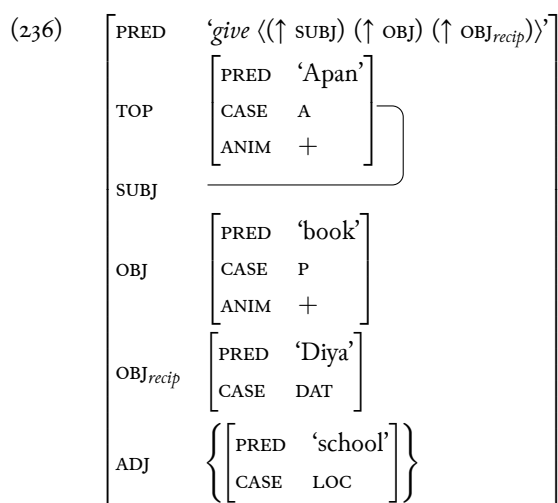 (236) PRED ‘give ⟨(↑ SUBJ) (↑ OBJ) (↑ OBJrecip)⟩’
PRED ‘Apan’
TOP CASE A
ANIM +
SUBJ
PRED ‘book’
OBJ CASE P
ANIM +
PRED ‘Diya’
OBJrecip
CASE DAT
PRED ‘school’
ADJ
CASE LOC